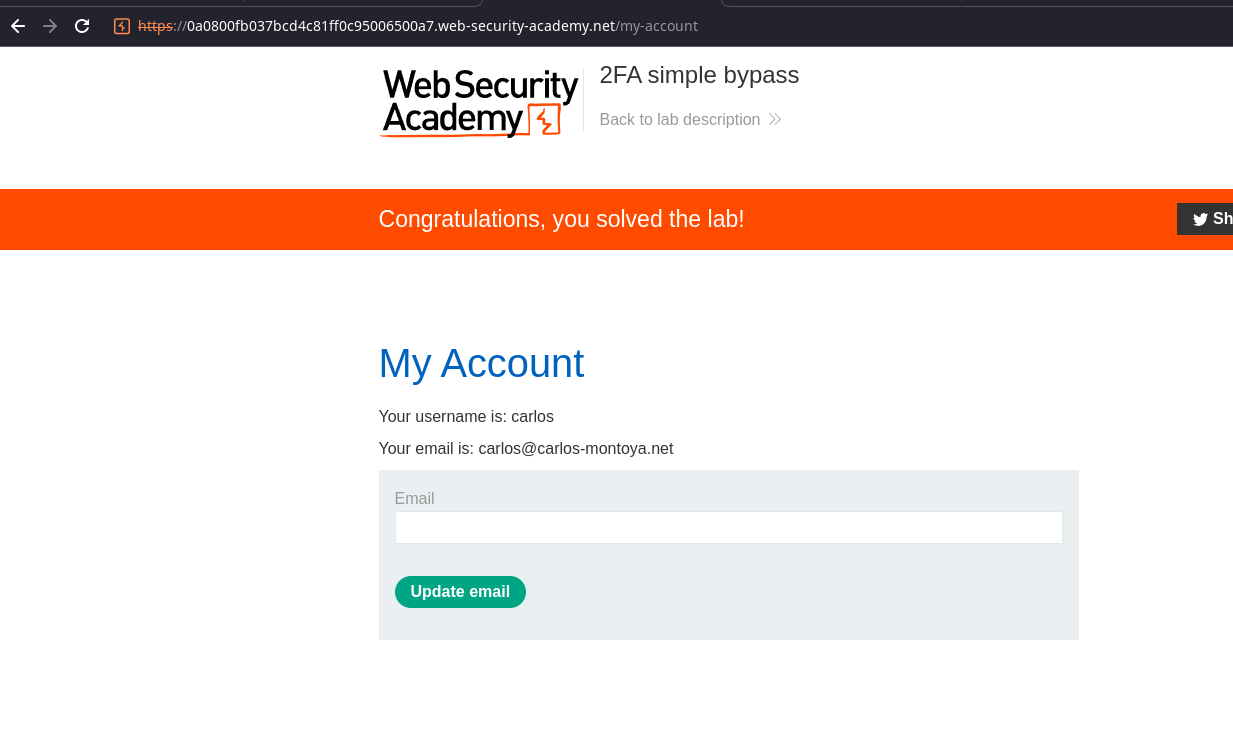 https://0a0800fb037bcd4c81ff0c95006500a7.web-security-academy.net/my-account
Web Security
Academy
2FA simple bypass
Back to lab description
Congratulations, you solved the lab!
Sh
My Account
Your username is: carlos
Your email is: carlos@carlos-montoya.net
Email
Update email